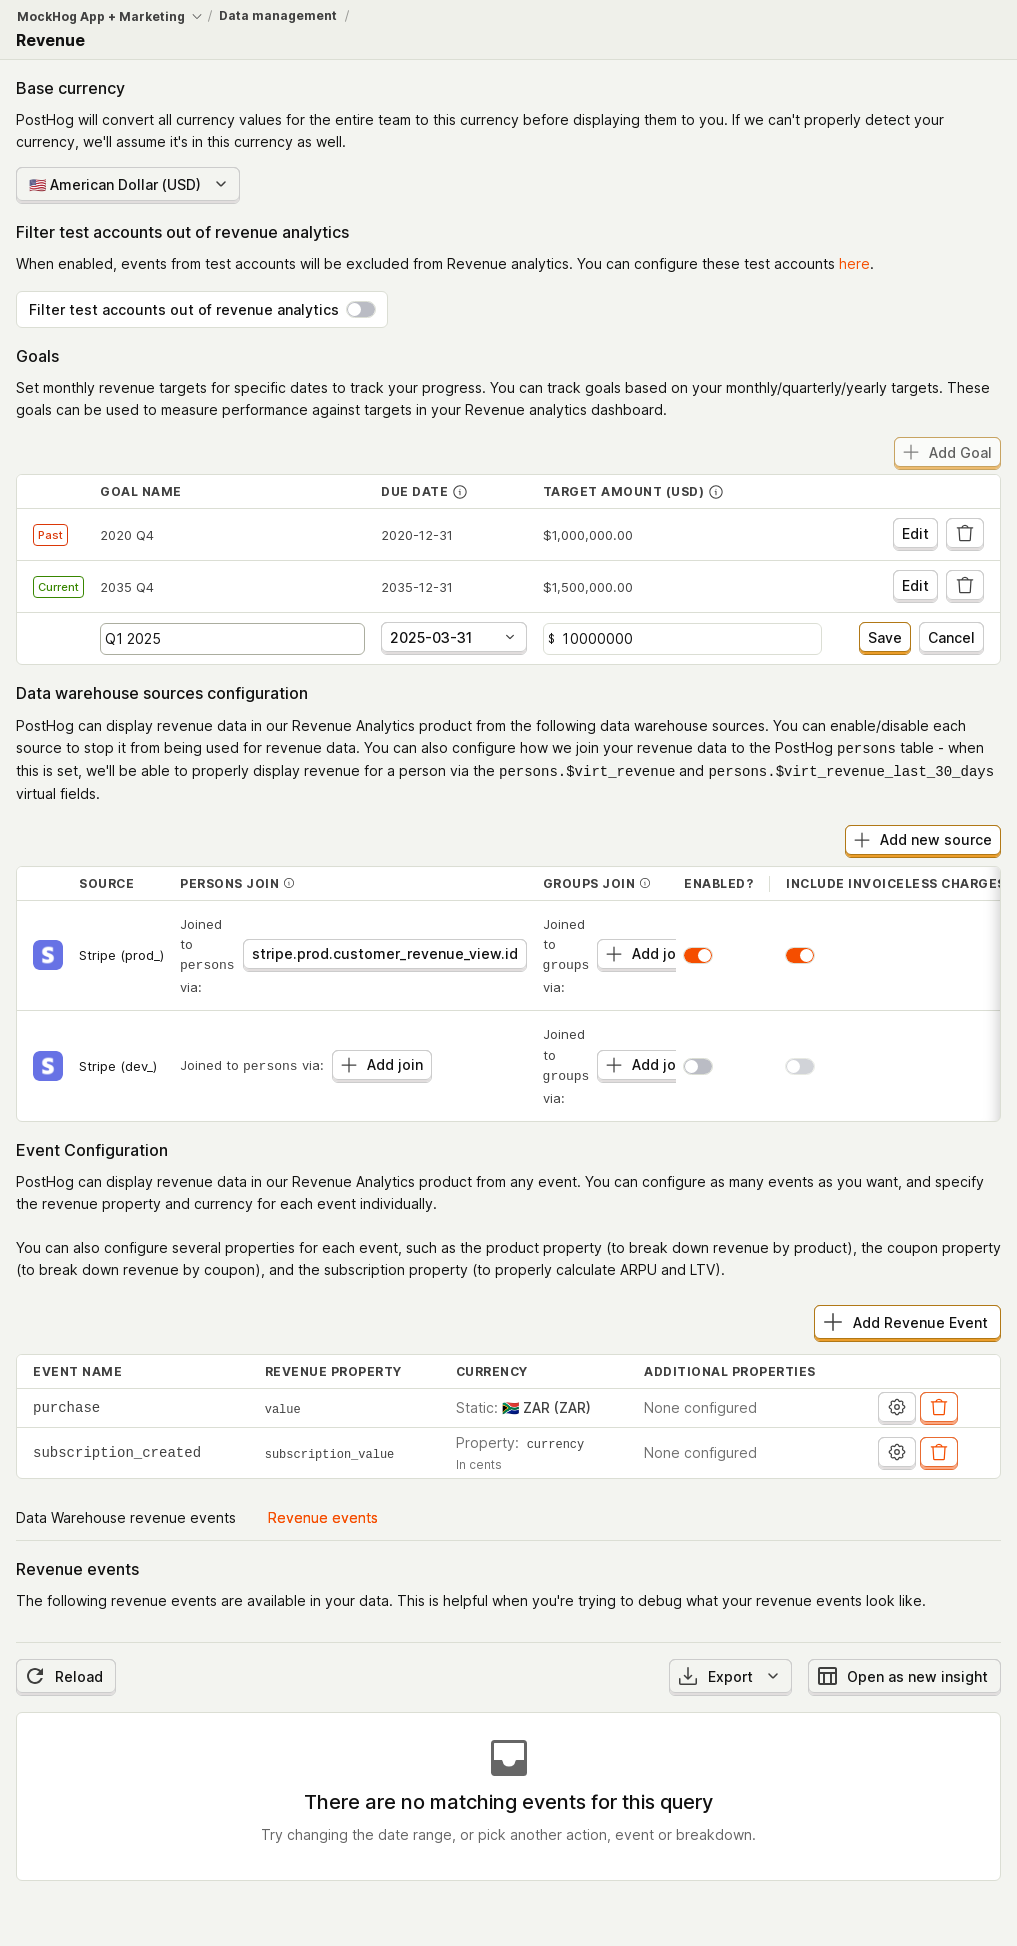 MockHog App + Marketing / Data management /
Revenue
Base currency
PostHog will convert all currency values for the entire team to this currency before displaying them to you. If we can't properly detect your
currency, we'll assume it's in this currency as well.
🇺🇸 American Dollar (USD)
Filter test accounts out of revenue analytics
When enabled, events from test accounts will be excluded from Revenue analytics. You can configure these test accounts here.
Filter test accounts out of revenue analytics
Goals
Set monthly revenue targets for specific dates to track your progress. You can track goals based on your monthly/quarterly/yearly targets. These
goals can be used to measure performance against targets in your Revenue analytics dashboard.
Add Goal
GOAL NAME DUE DATE TARGET AMOUNT (USD)
Past 2020 Q4 2020-12-31 $1,000,000.00 Edit
Current 2035 Q4 2035-12-31 $1,500,000.00 Edit
Q1 2025 2025-03-31 $ 10000000 Save Cancel
Data warehouse sources configuration
PostHog can display revenue data in our Revenue Analytics product from the following data warehouse sources. You can enable/disable each
source to stop it from being used for revenue data. You can also configure how we join your revenue data to the PostHog persons table - when
this is set, we'll be able to properly display revenue for a person via the persons.$virt_revenue and persons.$virt_revenue_last_30_days
virtual fields.
Add new source
SOURCE PERSONS JOIN GROUPS JOIN ENABLED? INCLUDE INVOICELESS CHARGES
S Stripe (prod_) Joined to persons via: stripe.prod.customer_revenue_view.id Joined to groups via: Add jo
S Stripe (dev_) Joined to persons via: Add join Joined to groups via: Add jo
Event Configuration
PostHog can display revenue data in our Revenue Analytics product from any event. You can configure as many events as you want, and specify
the revenue property and currency for each event individually.
You can also configure several properties for each event, such as the product property (to break down revenue by product), the coupon property
(to break down revenue by coupon), and the subscription property (to properly calculate ARPU and LTV).
Add Revenue Event
EVENT NAME REVENUE PROPERTY CURRENCY ADDITIONAL PROPERTIES
purchase value Static: 🇿🇦 ZAR (ZAR) None configured
subscription_created subscription_value Property: currency None configured
In cents
Data Warehouse revenue events Revenue events
Revenue events
The following revenue events are available in your data. This is helpful when you're trying to debug what your revenue events look like.
Reload Export Open as new insight
There are no matching events for this query
Try changing the date range, or pick another action, event or breakdown.